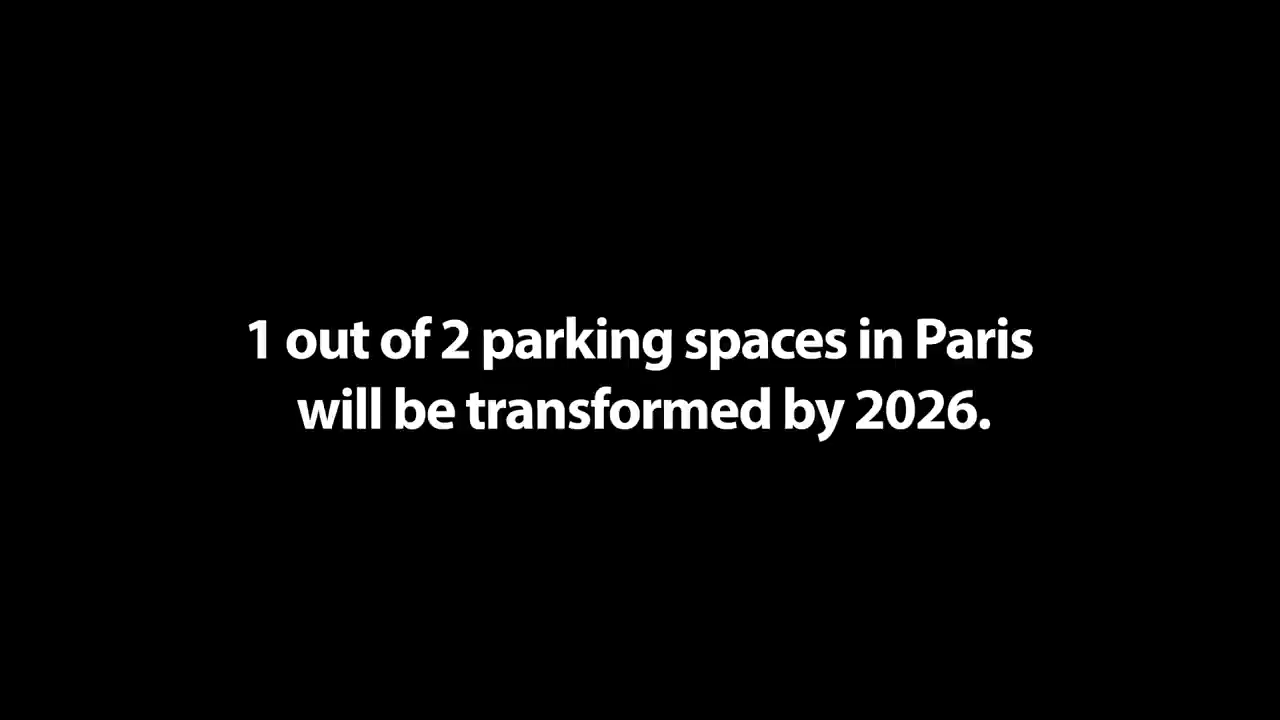 1 out of 2 parking spaces in Paris
will be transformed by 2026.